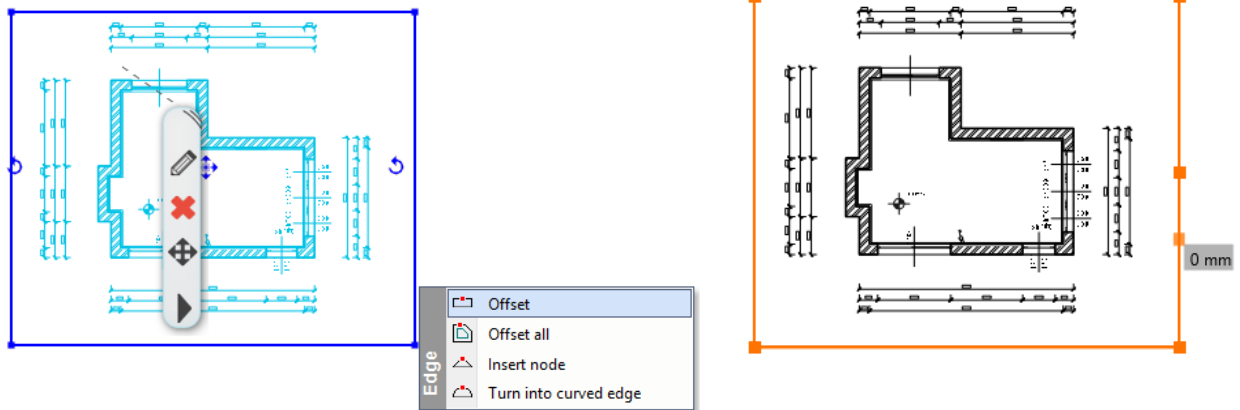 Edge
Offset
Offset all
Insert node
Turn into curved edge
0 mm